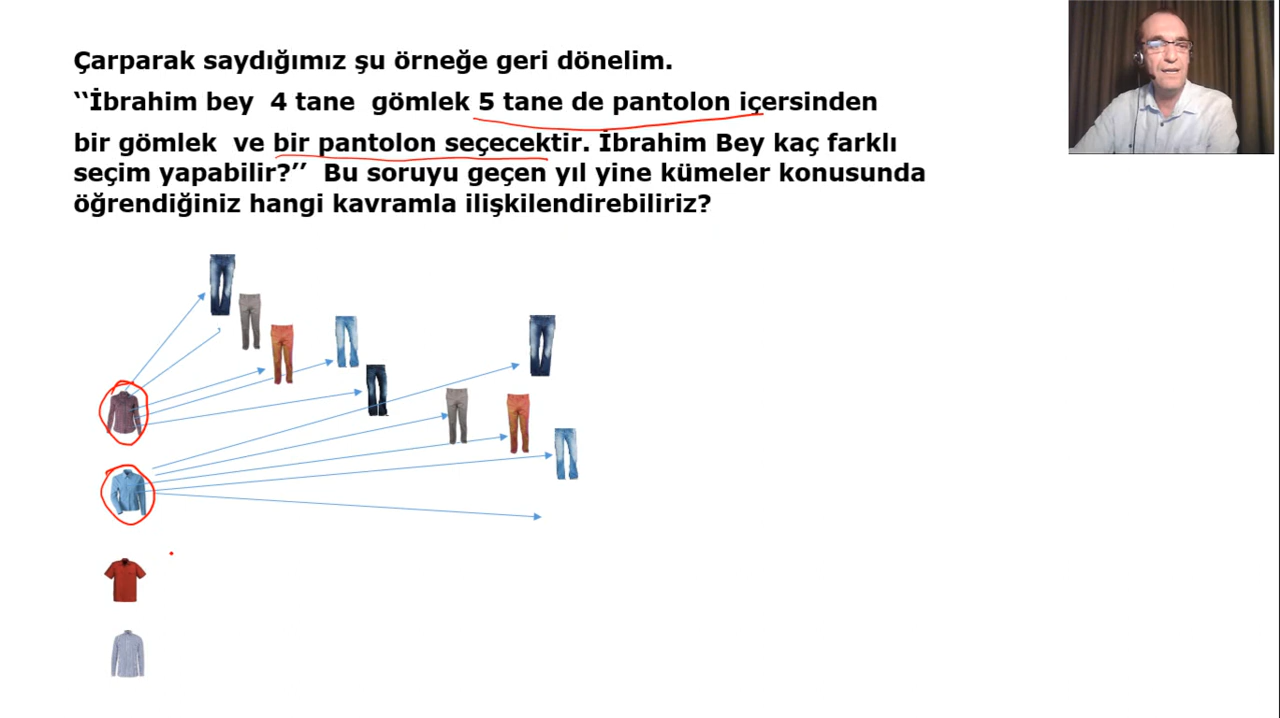 Çarparak saydığımız şu örneğe geri dönelim.
‘‘İbrahim bey 4 tane gömlek 5 tane de pantolon içersinden
bir gömlek ve bir pantolon seçecektir. İbrahim Bey kaç farklı
seçim yapabilir?’’ Bu soruyu geçen yıl yine kümeler konusunda
öğrendiğiniz hangi kavramla ilişkilendirebiliriz?